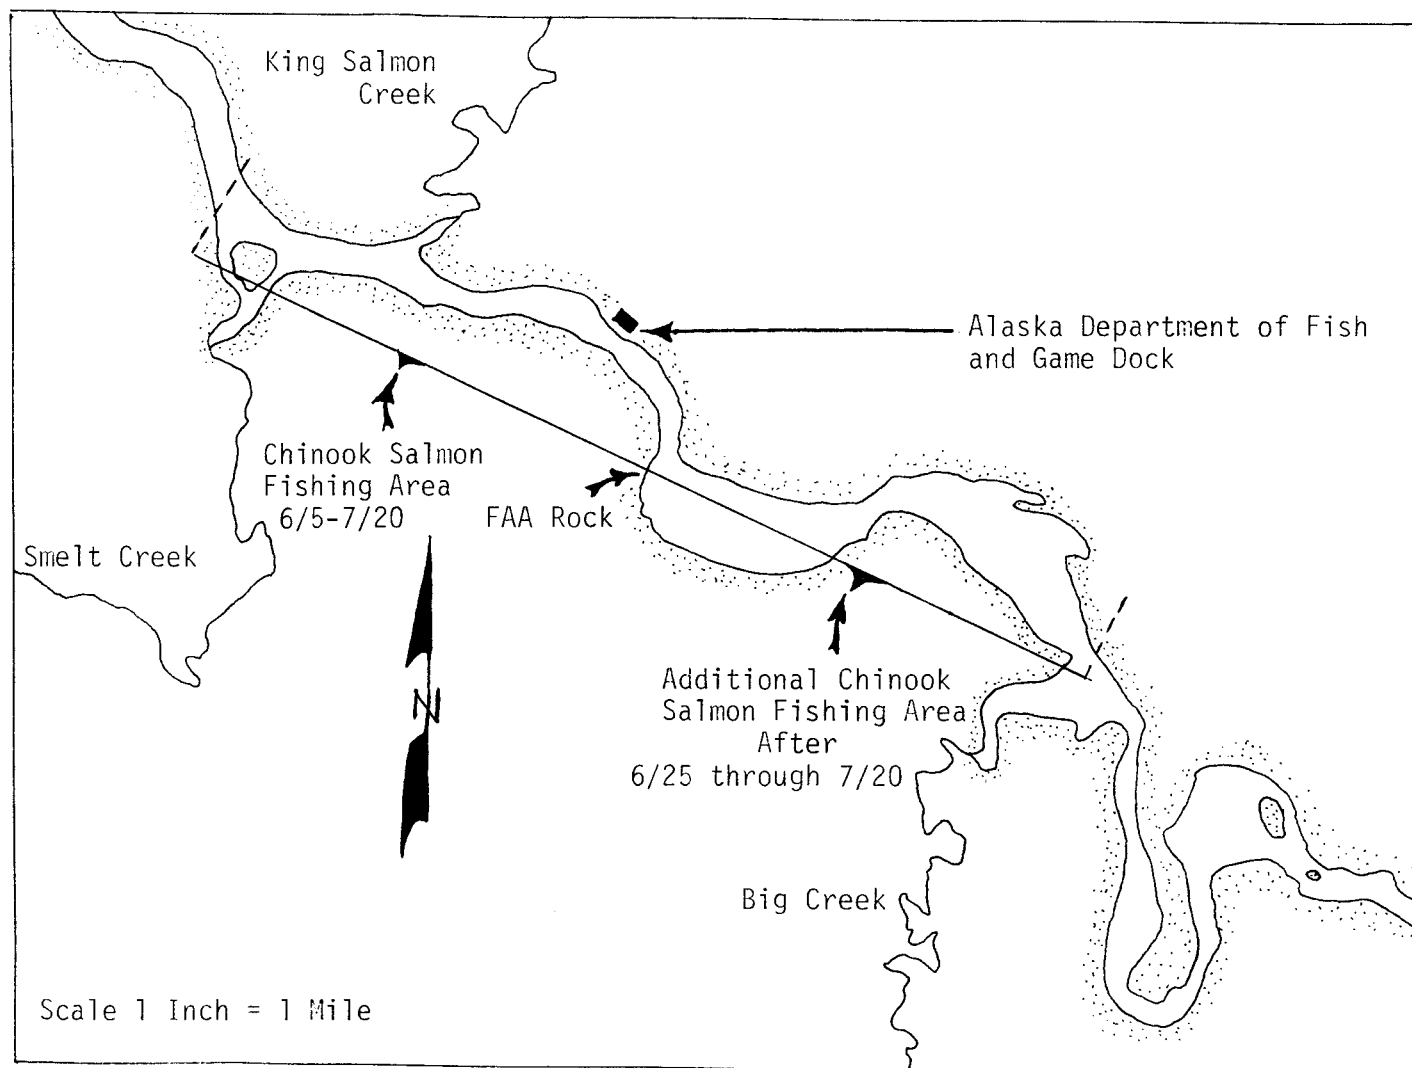 King Salmon
Creek
Alaska Department of Fish
and Game Dock
Chinook Salmon
Fishing Area
6/5-7/20
FAA Rock
Smelt Creek
N
Additional Chinook
Salmon Fishing Area
After
6/25 through 7/20
Big Creek
Scale 1 Inch = 1 Mile